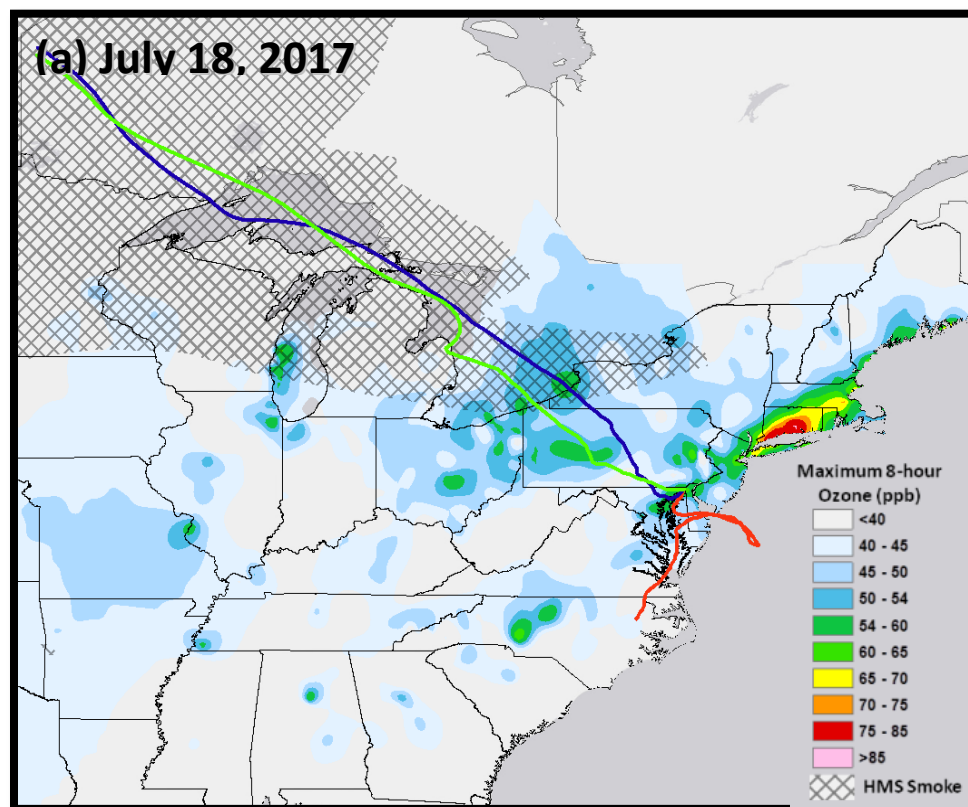 (a) July 18, 2017
Maximum 8-hour
Ozone (ppb)
<40
40 - 45
45 - 50
50 - 54
54 - 60
60 - 65
65 - 70
70 - 75
75 - 85
>85
HMS Smoke